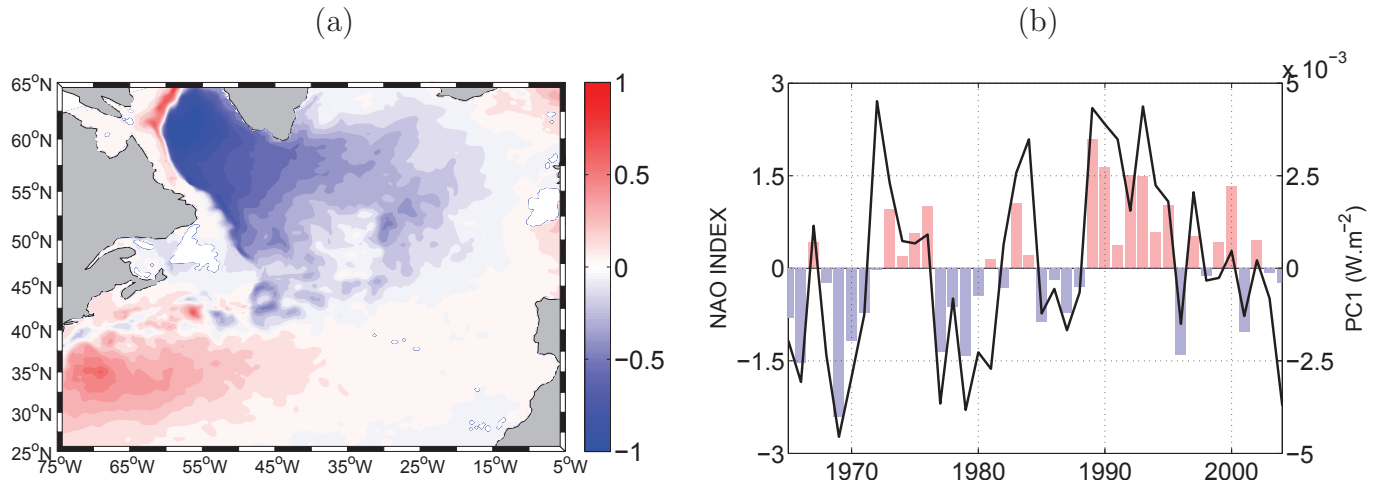 (a)
65°N
60°N
55°N
50°N
45°N
40°N
35°N
30°N
25°N
75°W 65°W 55°W 45°W 35°W 25°W 15°W 5°W
1
0.5
0
−0.5
−1
(b)
x 10⁻³
NAO INDEX
3
1.5
0
−1.5
−3
1970 1980 1990 2000
5
2.5
0
−2.5
−5
PC1 (W.m⁻²)